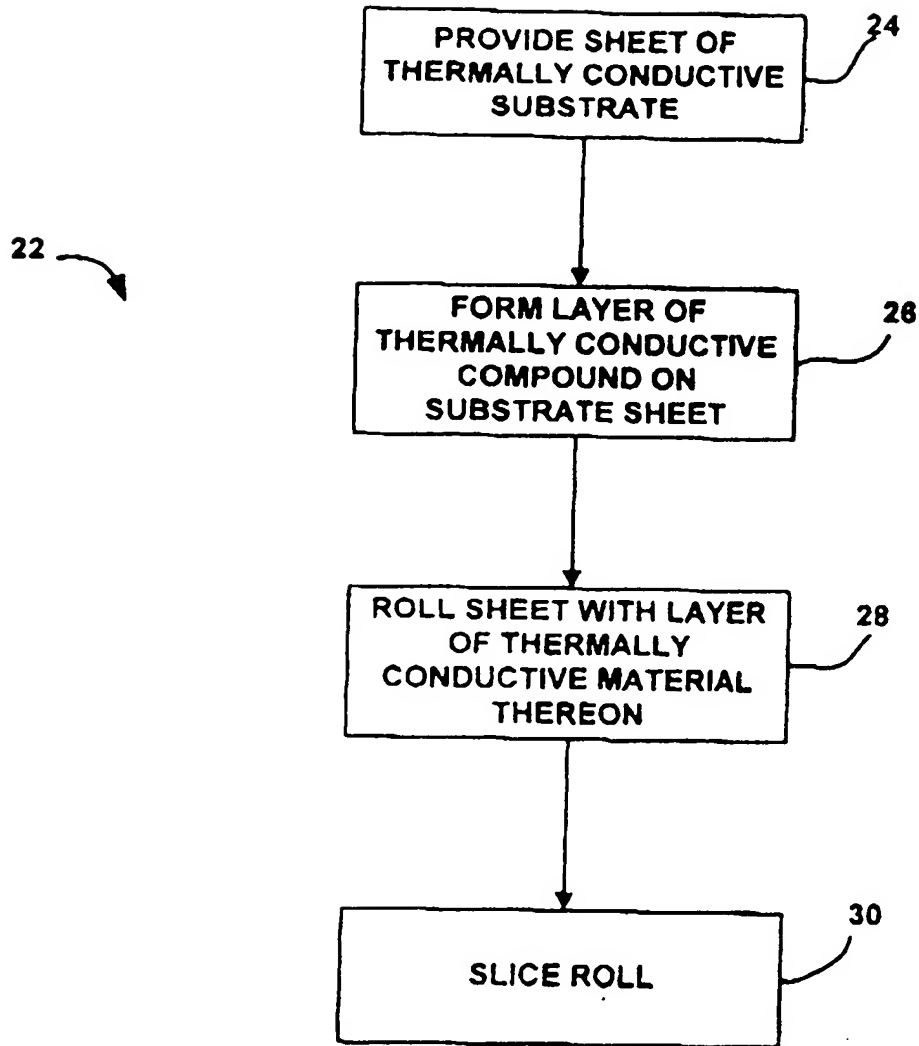 PROVIDE SHEET OF
THERMALLY CONDUCTIVE
SUBSTRATE
24
22
FORM LAYER OF
THERMALLY CONDUCTIVE
COMPOUND ON
SUBSTRATE SHEET
26
ROLL SHEET WITH LAYER
OF THERMALLY
CONDUCTIVE MATERIAL
THEREON
28
SLICE ROLL
30